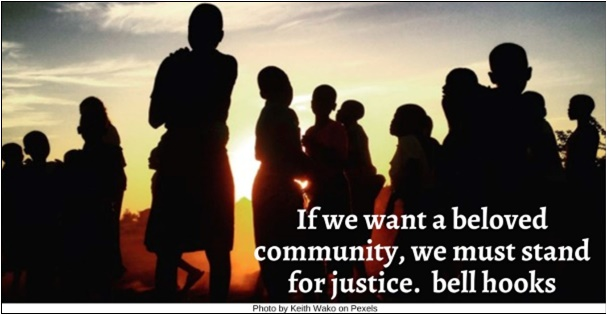 If we want a beloved
community, we must stand
for justice.  bell hooks
Photo by Keith Wako on Pexels